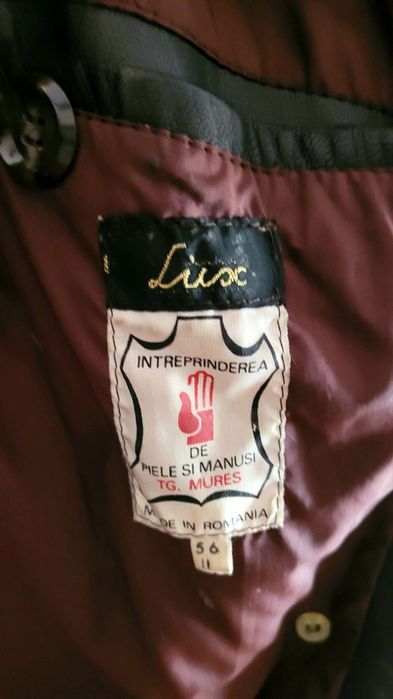 Lux
INTREPRINDEREA
DE
PIELE SI MANUSI
TG. MURES
MADE IN ROMANIA
56
II